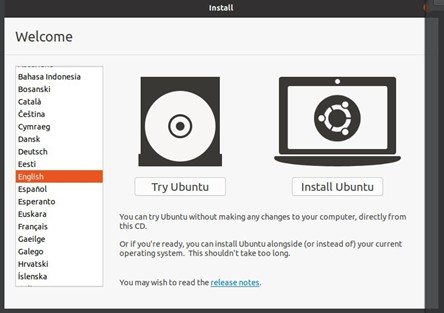 Install
Welcome
Bahasa Indonesia
Bosanski
Català
Čeština
Cymraeg
Dansk
Deutsch
Eesti
English
Español
Esperanto
Euskara
Français
Gaeilge
Galego
Hrvatski
Íslenska
Try Ubuntu
Install Ubuntu
You can try Ubuntu without making any changes to your computer, directly from
this CD.
Or if you're ready, you can install Ubuntu alongside (or instead of) your current
operating system. This shouldn't take too long.
You may wish to read the release notes.